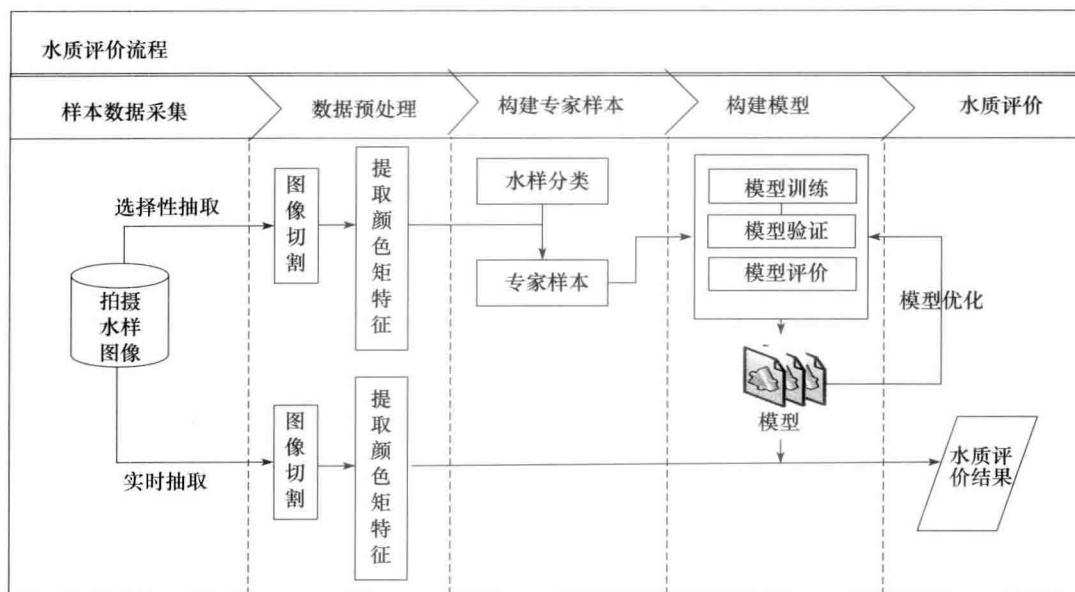 水质评价流程
样本数据采集
数据预处理
构建专家样本
构建模型
水质评价
选择性抽取
拍摄
水样
图像
实时抽取
图像切割
提取颜色矩特征
图像切割
提取颜色矩特征
水样分类
专家样本
模型训练
模型验证
模型评价
模型优化
模型
水质评
价结果